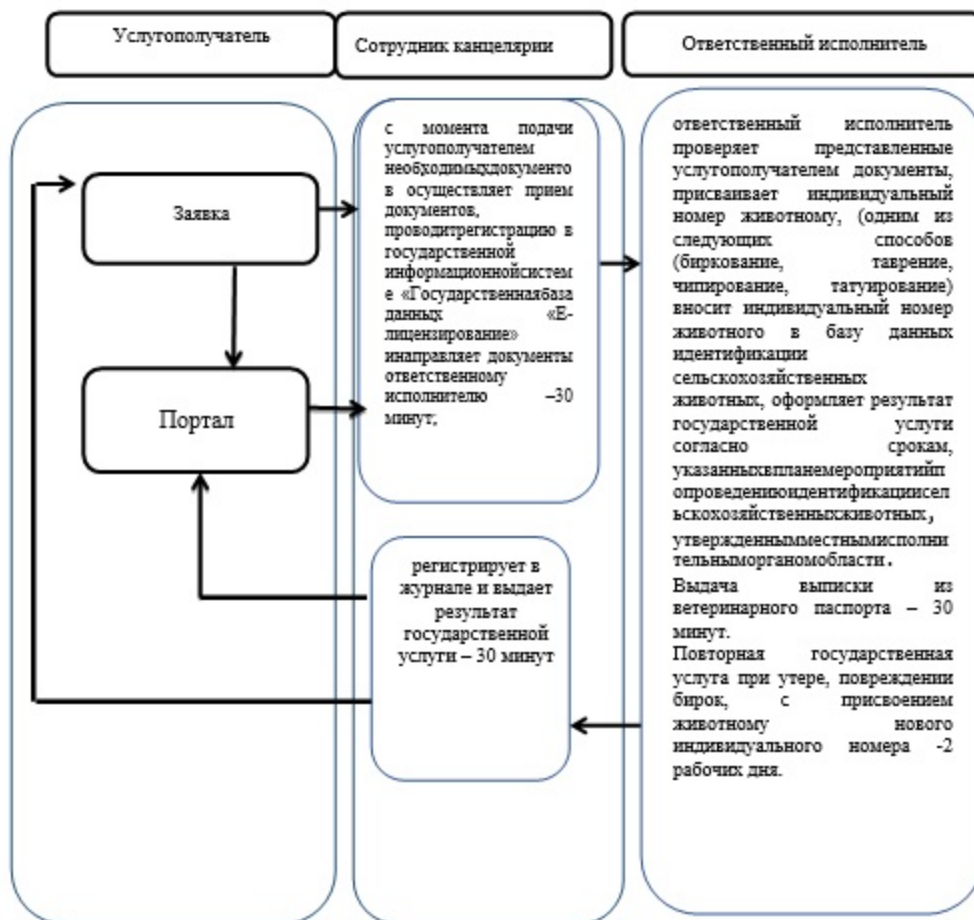 Услугополучатель
Сотрудник канцелярии
Ответственный исполнитель
Заявка
Портал
с момента подачи
услугополучателем
необходимыхдокументо
в осуществляет прием
документов,
проводитрегистрацию в
государственной
информационнойсистем
е «Государственнаябаза
данных «Е-
лицензирование»
инаправляет документы
ответственному
исполнителю –30
минут;
регистрирует в
журнале и выдает
результат
государственной
услуги – 30 минут
ответственный исполнитель
проверяет представленные
услугополучателем документы,
присваивает индивидуальный
номер животному, (одним из
следующих способов
(биркование, таврение,
чипирование, татуирование)
вносит индивидуальный номер
животного в базу данных
идентификации
сельскохозяйственных
животных, оформляет результат
государственной услуги
согласно срокам,
указанныхвпланемероприятийп
опроведениюидентификациисел
ьскохозяйственныхживотных,
утвержденнымместнымисполни
тельныморганомобласти.
Выдача выписки из
ветеринарного паспорта – 30
минут.
Повторная государственная
услуга при утере, повреждении
бирок, с присвоением
животному нового
индивидуального номера -2
рабочих дня.